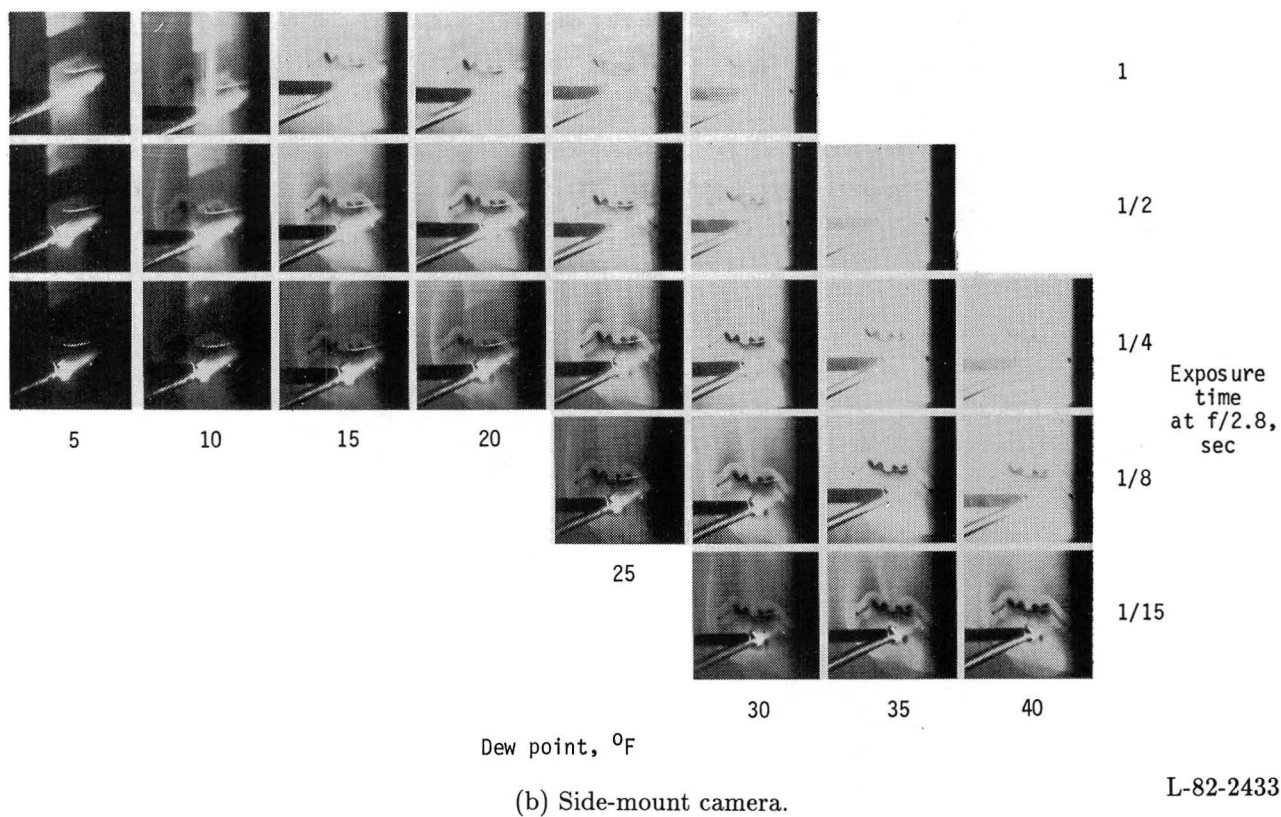 1
1/2
1/4
Exposure
time
at f/2.8,
sec
5 10 15 20
1/8
25
1/15
30 35 40
Dew point, °F
(b) Side-mount camera.
L-82-2433